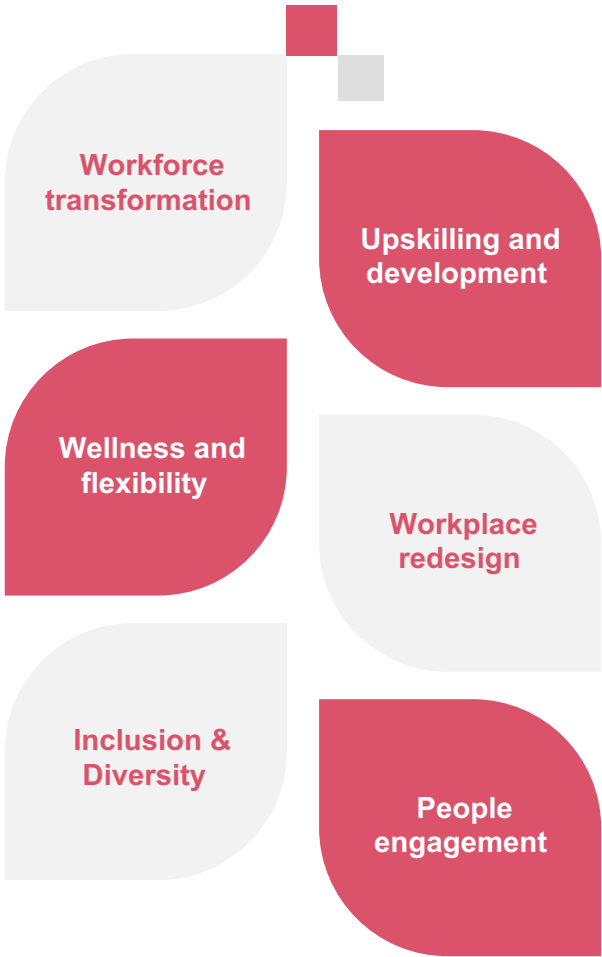 Workforce
transformation
Upskilling and
development
Wellness and
flexibility
Workplace
redesign
Inclusion &
Diversity
People
engagement